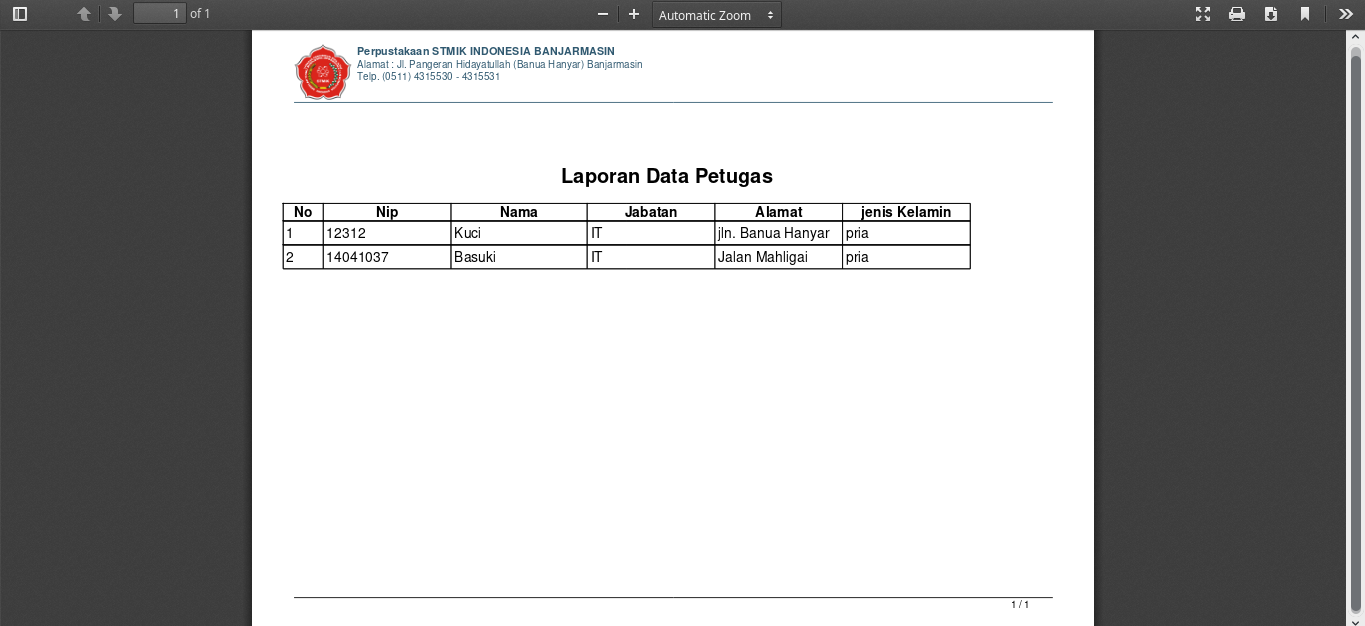 1 of 1 Automatic Zoom
Perpustakaan STMIK INDONESIA BANJARMASIN
Alamat : Jl. Pangeran Hidayatullah (Banua Hanyar) Banjarmasin
Telp. (0511) 4315530 - 4315531
Laporan Data Petugas
No Nip Nama Jabatan Alamat jenis Kelamin
1 12312 Kuci IT jln. Banua Hanyar pria
2 14041037 Basuki IT Jalan Mahligai pria
1 / 1